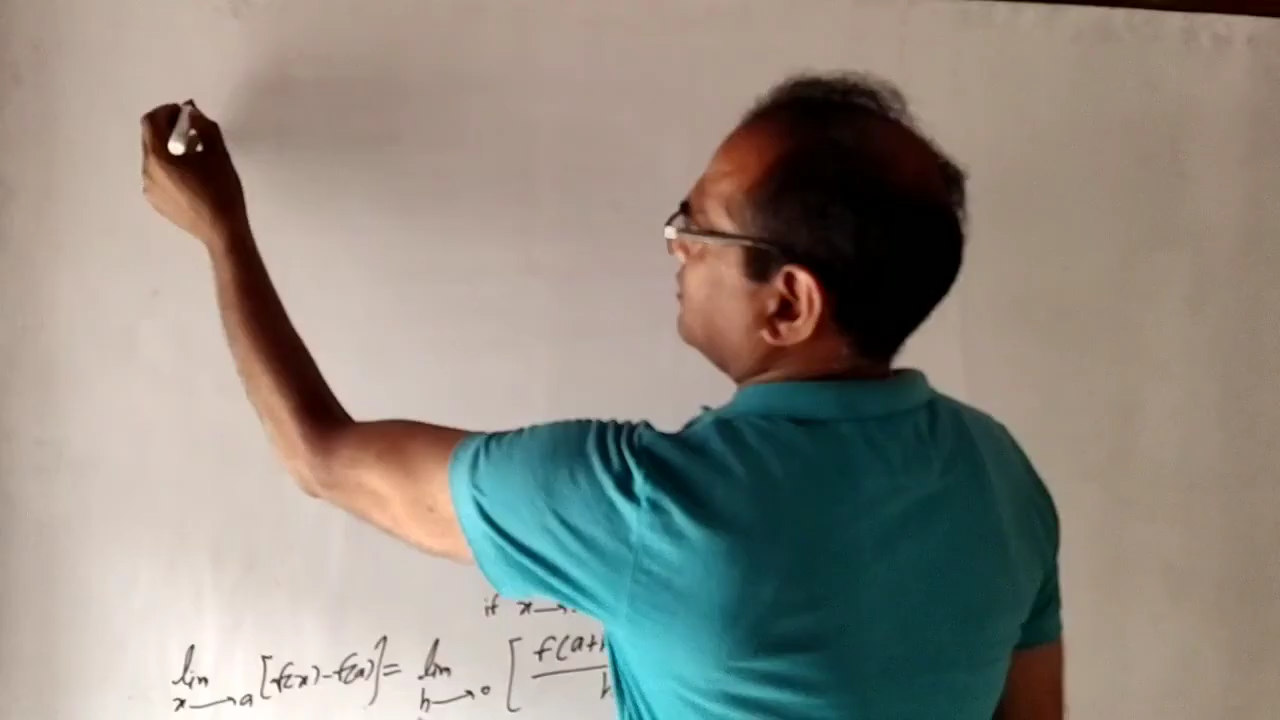 if x→
lim x→a [f(x)-f(a)] = lim h→0 [f(a+h